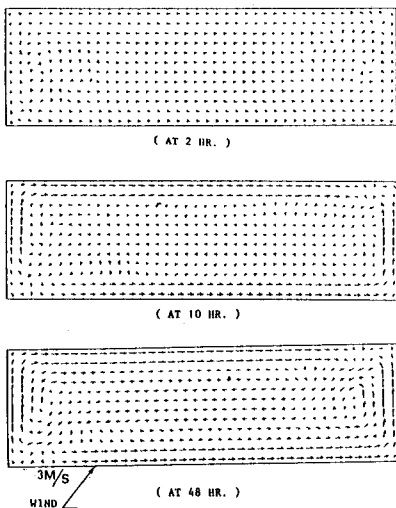 ( AT 2 HR. )
( AT 10 HR. )
3M/S
( AT 48 HR. )
WIND